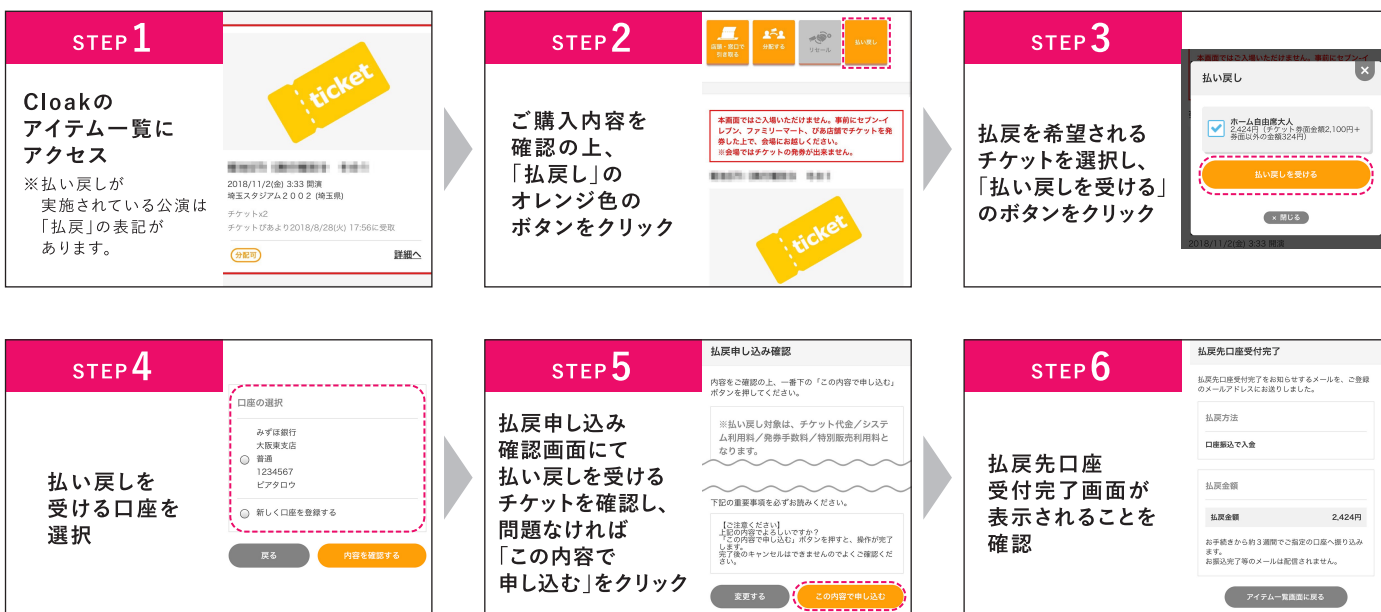 STEP1
Cloakの
アイテム一覧に
アクセス
※払い戻しが
実施されている公演は
「払戻」の表記が
あります。
ticket
2018/11/2(金) 3:33 開演
埼玉スタジアム2002 (埼玉県)
チケットx2
チケットぴあより2018/8/28(火) 17:56に受取
分配可
詳細へ
STEP2
ご購入内容を
確認の上、
「払戻し」の
オレンジ色の
ボタンをクリック
店頭・窓口で
引き取る
分配する
リセール
払い戻し
本画面ではご入場いただけません。事前にセブン-イ
レブン、ファミリーマート、ぴあ店舗でチケットを発
券した上で、会場にお越しください。
※会場ではチケットの発券が出来ません。
ticket
STEP3
払戻を希望される
チケットを選択し、
「払い戻しを受ける」
のボタンをクリック
本画面ではご入場いただけません。事前にセブン-イ
払い戻し
ホーム自由席大人
2,424円（チケット券面金額2,100円＋
券面以外の金額324円）
払い戻しを受ける
× 閉じる
2018/11/2(金) 3:33 開演
STEP4
払い戻しを
受ける口座を
選択
口座の選択
みずほ銀行
大阪東支店
普通
1234567
ピアタロウ
新しく口座を登録する
戻る
内容を確認する
STEP5
払戻申し込み
確認画面にて
払い戻しを受ける
チケットを確認し、
問題なければ
「この内容で
申し込む」をクリック
払戻申し込み確認
内容をご確認の上、一番下の「この内容で申し込む」
ボタンを押してください。
※払い戻し対象は、チケット代金／システ
ム利用料／発券手数料／特別販売利用料と
なります。
下記の重要事項を必ずお読みください。
【ご注意ください】
上記の内容でよろしいですか？
「この内容で申し込む」ボタンを押すと、操作が完了
します。
完了後のキャンセルはできませんのでよくご確認くだ
さい。
変更する
この内容で申し込む
STEP6
払戻先口座
受付完了画面が
表示されることを
確認
払戻先口座受付完了
払戻先口座受付完了をお知らせするメールを、ご登録
のメールアドレスにお送りしました。
払戻方法
口座振込で入金
払戻金額
払戻金額 2,424円
お手続きから約3週間でご指定の口座へ振り込み
ます。
お振込完了等のメールは配信されません。
アイテム一覧画面に戻る